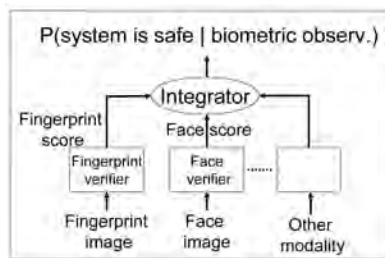 P(system is safe | biometric observ.)
Integrator
Fingerprint
score
Face score
Fingerprint
verifier
Face
verifier
......
Fingerprint
image
Face
image
Other
modality